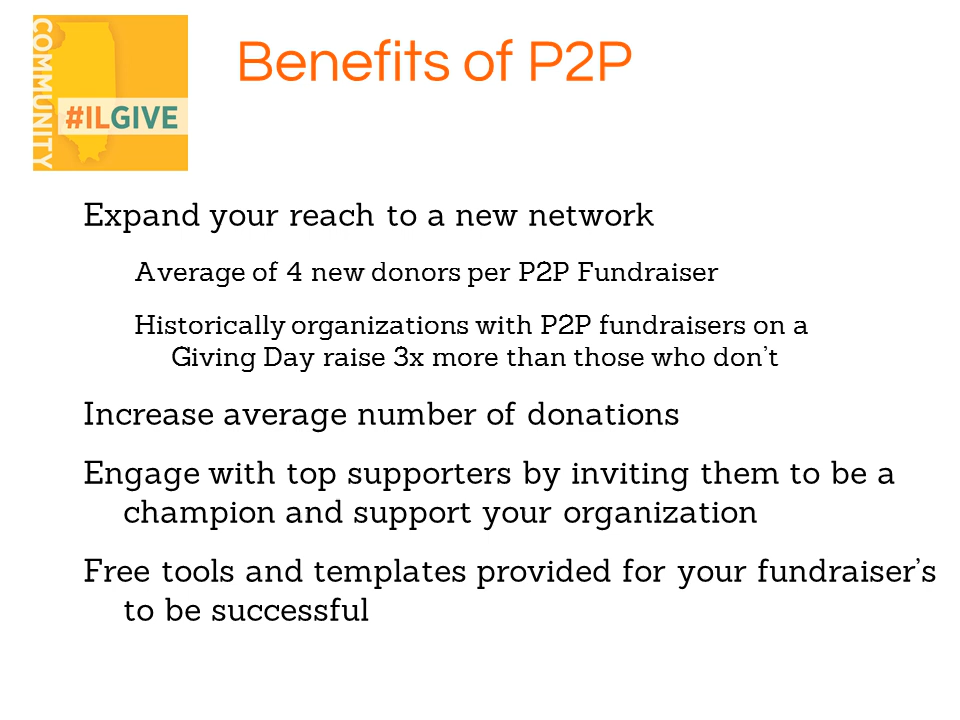 COMMUNITY
#ILGIVE
Benefits of P2P
Expand your reach to a new network
Average of 4 new donors per P2P Fundraiser
Historically organizations with P2P fundraisers on a
Giving Day raise 3x more than those who don’t
Increase average number of donations
Engage with top supporters by inviting them to be a
champion and support your organization
Free tools and templates provided for your fundraiser’s
to be successful